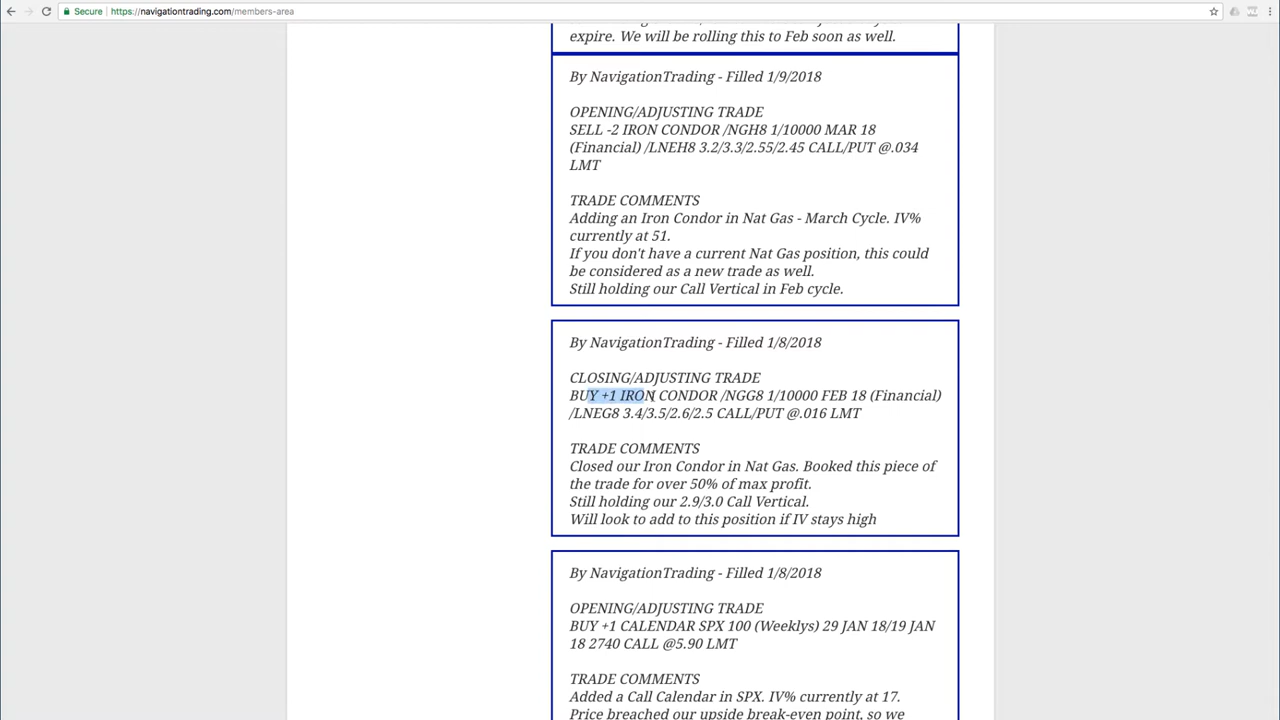 Secure | https://navigationtrading.com/members-area
expire. We will be rolling this to Feb soon as well.
By NavigationTrading - Filled 1/9/2018
OPENING/ADJUSTING TRADE
SELL -2 IRON CONDOR /NGH8 1/10000 MAR 18
(Financial) /LNEH8 3.2/3.3/2.55/2.45 CALL/PUT @.034
LMT
TRADE COMMENTS
Adding an Iron Condor in Nat Gas - March Cycle. IV%
currently at 51.
If you don't have a current Nat Gas position, this could
be considered as a new trade as well.
Still holding our Call Vertical in Feb cycle.
By NavigationTrading - Filled 1/8/2018
CLOSING/ADJUSTING TRADE
BUY +1 IRON CONDOR /NGG8 1/10000 FEB 18 (Financial)
/LNEG8 3.4/3.5/2.6/2.5 CALL/PUT @.016 LMT
TRADE COMMENTS
Closed our Iron Condor in Nat Gas. Booked this piece of
the trade for over 50% of max profit.
Still holding our 2.9/3.0 Call Vertical.
Will look to add to this position if IV stays high
By NavigationTrading - Filled 1/8/2018
OPENING/ADJUSTING TRADE
BUY +1 CALENDAR SPX 100 (Weeklys) 29 JAN 18/19 JAN
18 2740 CALL @5.90 LMT
TRADE COMMENTS
Added a Call Calendar in SPX. IV% currently at 17.
Price breached our upside break-even point, so we